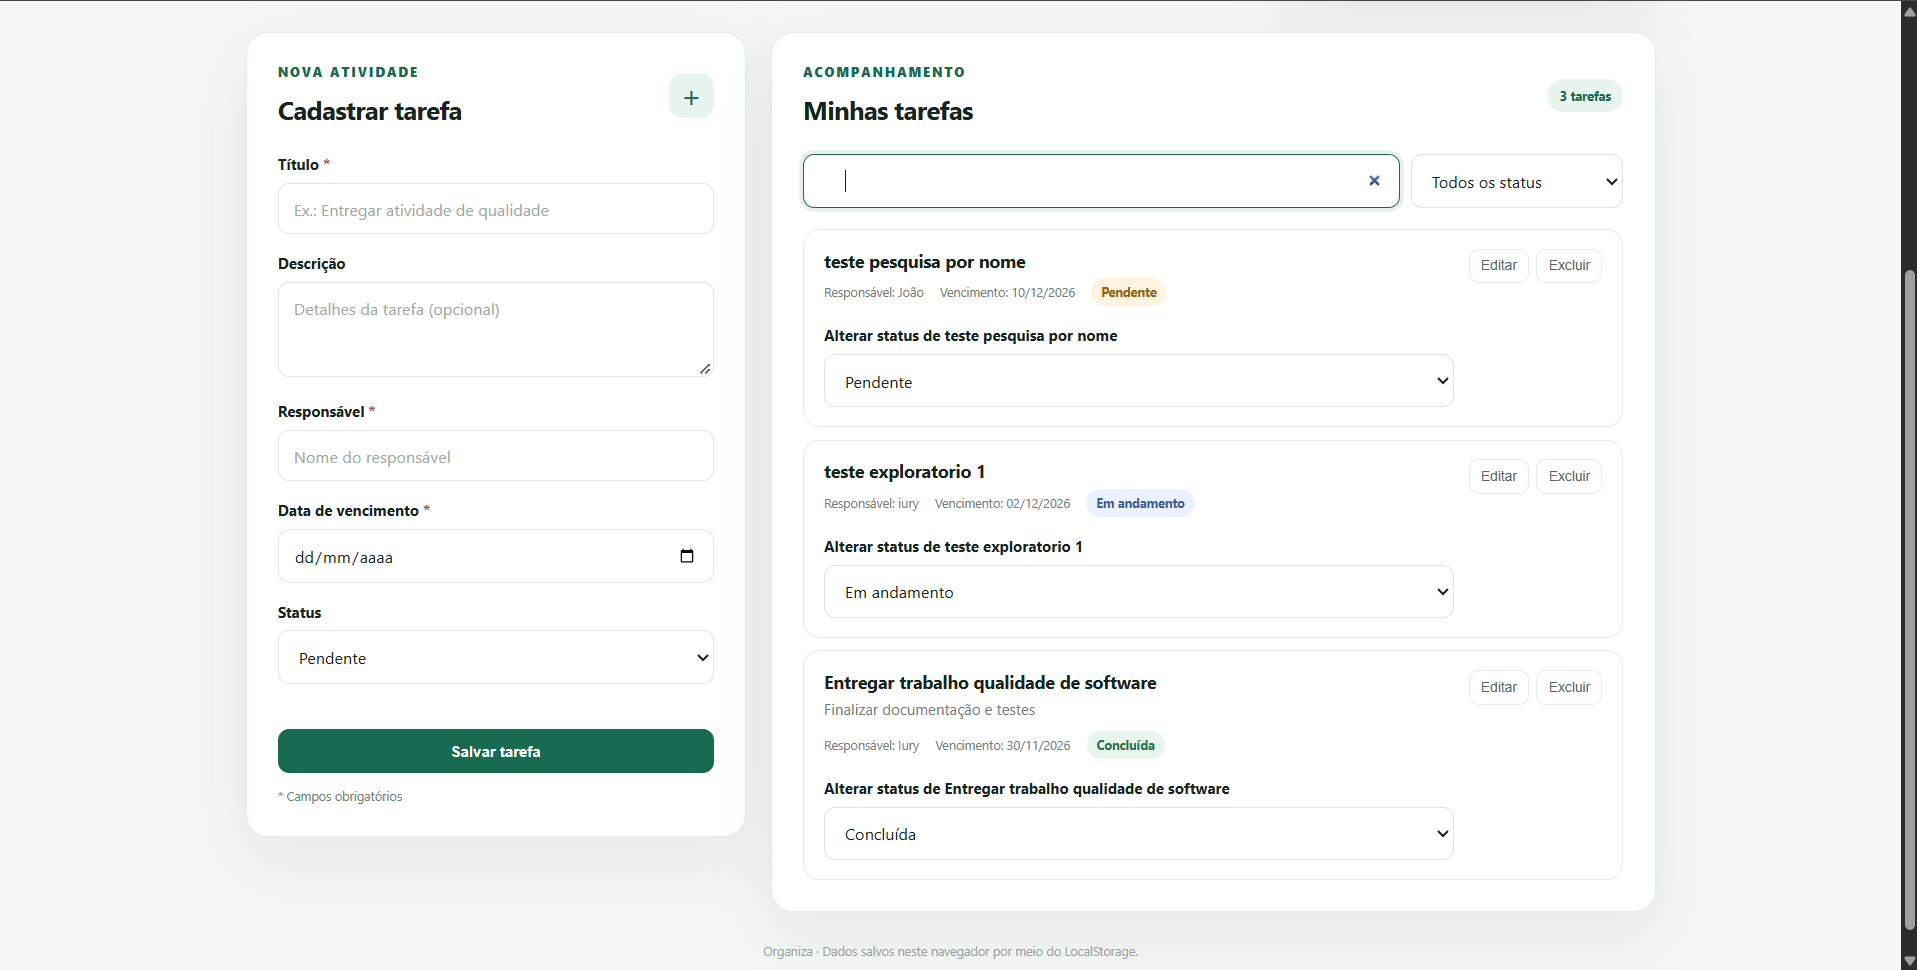 NOVA ATIVIDADE
Cadastrar tarefa
+
Título *
Ex.: Entregar atividade de qualidade
Descrição
Detalhes da tarefa (opcional)
Responsável *
Nome do responsável
Data de vencimento *
dd/mm/aaaa
Status
Pendente
Salvar tarefa
* Campos obrigatórios
ACOMPANHAMENTO
Minhas tarefas
3 tarefas
Todos os status
teste pesquisa por nome
Editar Excluir
Responsável: João Vencimento: 10/12/2026 Pendente
Alterar status de teste pesquisa por nome
Pendente
teste exploratorio 1
Editar Excluir
Responsável: iury Vencimento: 02/12/2026 Em andamento
Alterar status de teste exploratorio 1
Em andamento
Entregar trabalho qualidade de software
Editar Excluir
Finalizar documentação e testes
Responsável: Iury Vencimento: 30/11/2026 Concluída
Alterar status de Entregar trabalho qualidade de software
Concluída
Organiza · Dados salvos neste navegador por meio do LocalStorage.